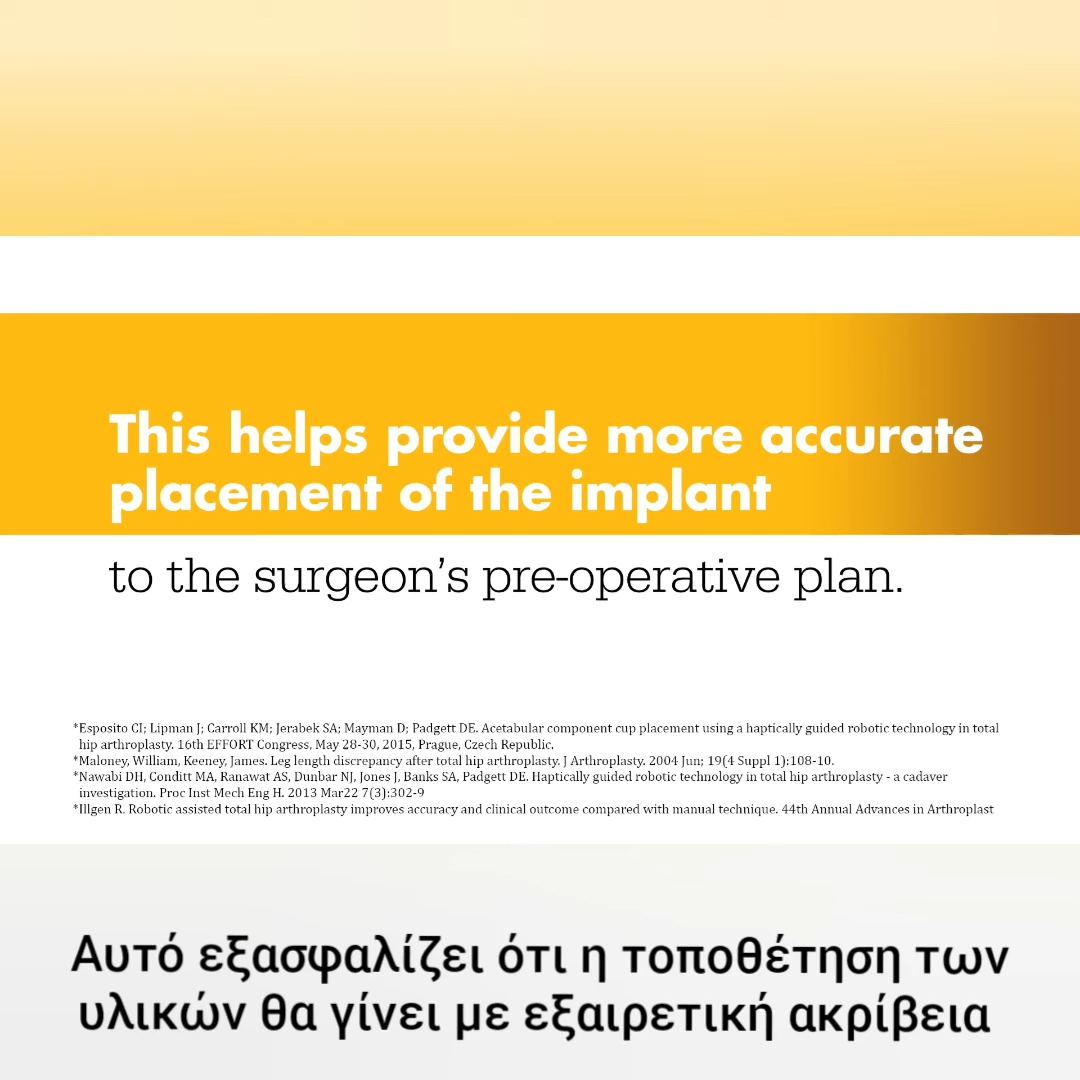 This helps provide more accurate
placement of the implant
to the surgeon's pre-operative plan.
*Esposito CI; Lipman J; Carroll KM; Jerabek SA; Mayman D; Padgett DE. Acetabular component cup placement using a haptically guided robotic technology in total
hip arthroplasty. 16th EFFORT Congress, May 28-30, 2015, Prague, Czech Republic.
*Maloney, William, Keeney, James. Leg length discrepancy after total hip arthroplasty. J Arthroplasty. 2004 Jun; 19(4 Suppl 1):108-10.
*Nawabi DH, Conditt MA, Ranawat AS, Dunbar NJ, Jones J, Banks SA, Padgett DE. Haptically guided robotic technology in total hip arthroplasty - a cadaver
investigation. Proc Inst Mech Eng H. 2013 Mar22 7(3):302-9
*Illgen R. Robotic assisted total hip arthroplasty improves accuracy and clinical outcome compared with manual technique. 44th Annual Advances in Arthroplast
Αυτό εξασφαλίζει ότι η τοποθέτηση των
υλικών θα γίνει με εξαιρετική ακρίβεια